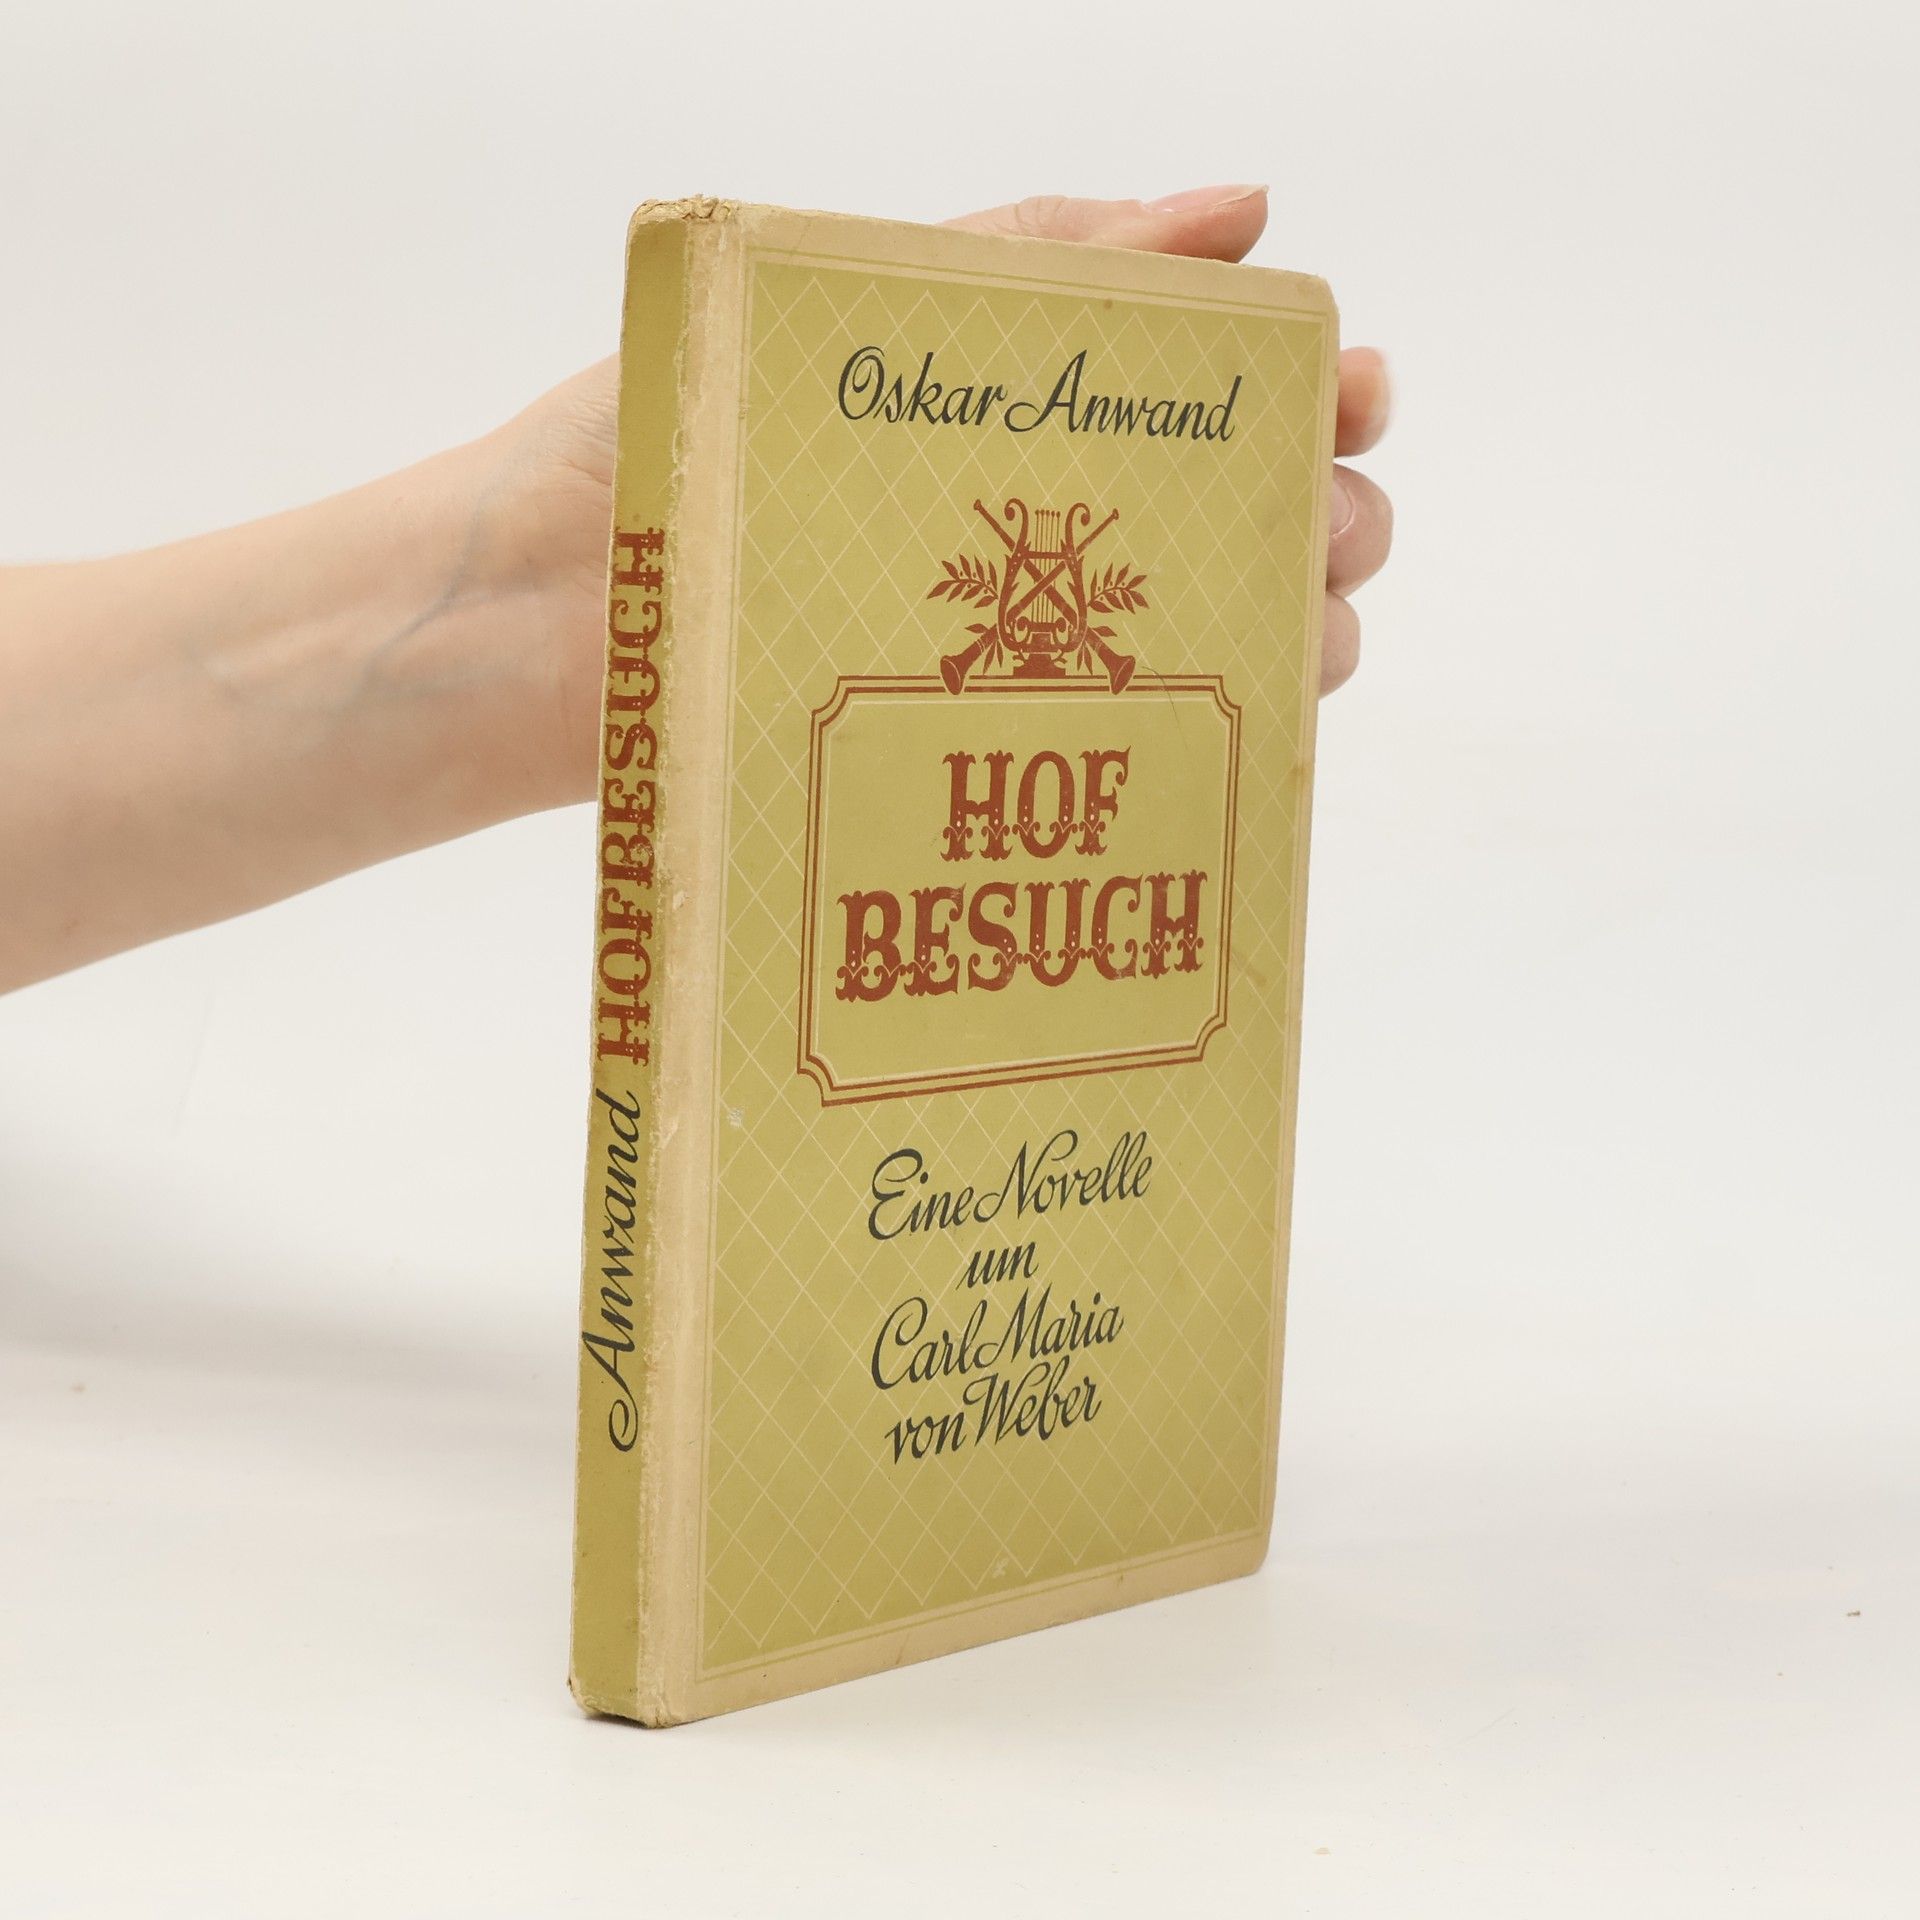 Oskar Anwand
HOF
BESUCH
Eine Novelle
um
Carl Maria
von Weber
Anwand HOFBESUCH